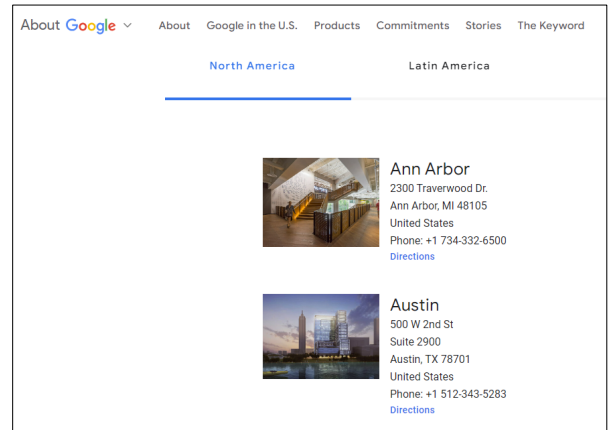 About Google
About Google in the U.S. Products Commitments Stories The Keyword
North America Latin America
Ann Arbor
2300 Traverwood Dr.
Ann Arbor, MI 48105
United States
Phone: +1 734-332-6500
Directions
Austin
500 W 2nd St
Suite 2900
Austin, TX 78701
United States
Phone: +1 512-343-5283
Directions